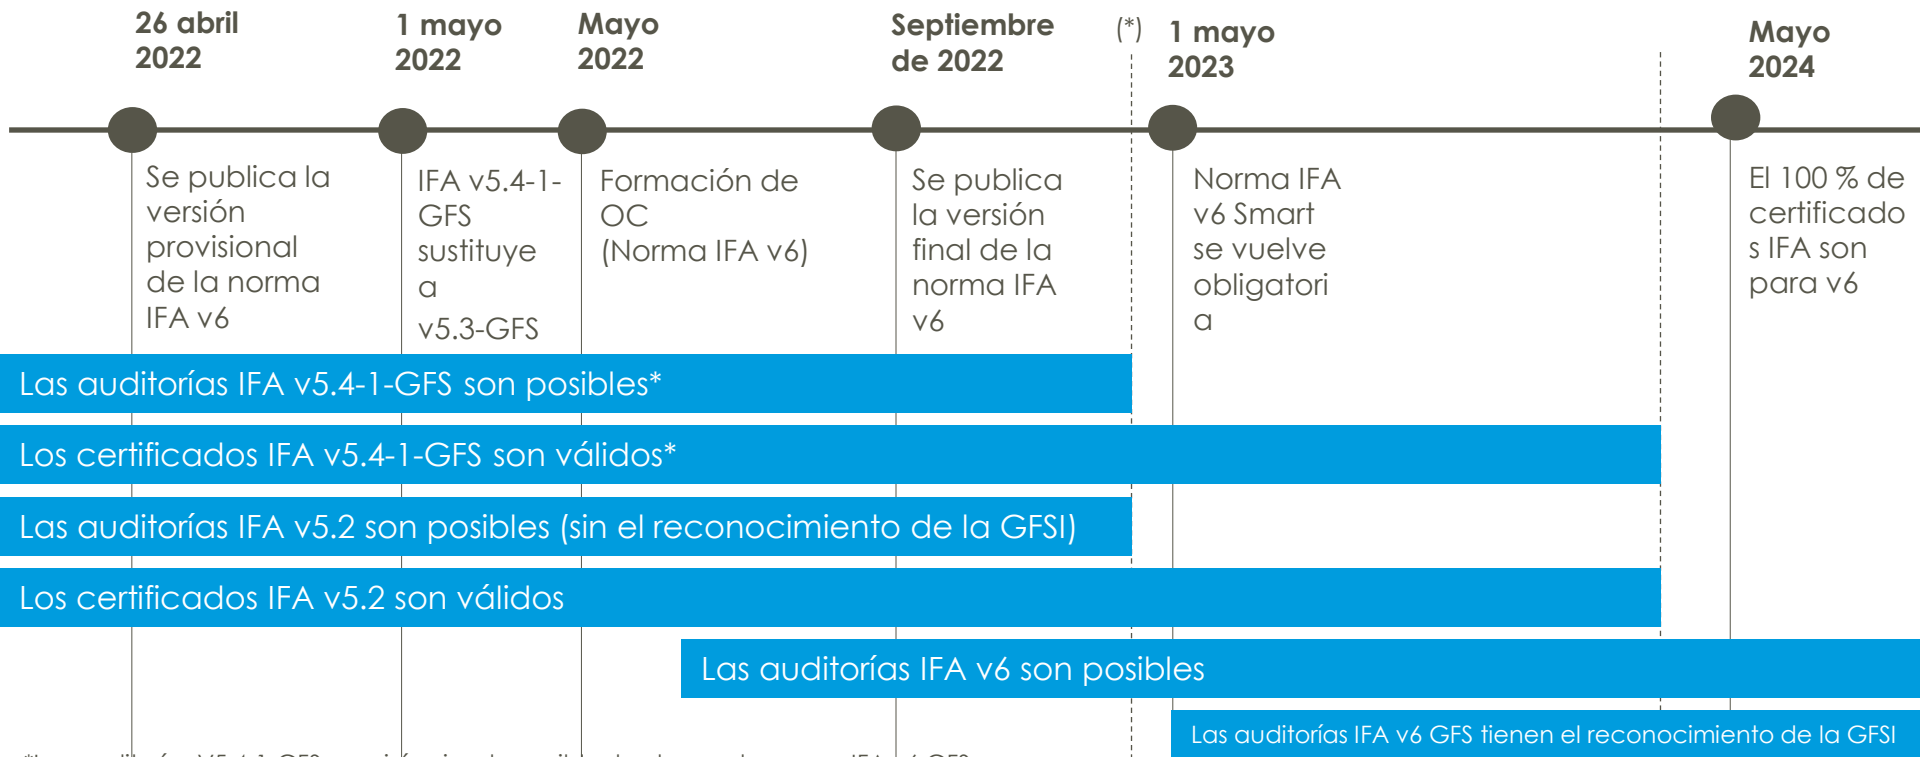 26 abril
2022
1 mayo
2022
Mayo
2022
Septiembre
de 2022
(*)
1 mayo
2023
Mayo
2024
Se publica la
versión
provisional
de la norma
IFA v6
IFA v5.4-1-
GFS
sustituye
a
v5.3-GFS
Formación de
OC
(Norma IFA v6)
Se publica
la versión
final de la
norma IFA
v6
Norma IFA
v6 Smart
se vuelve
obligatori
a
El 100 % de
certificado
s IFA son
para v6
Las auditorías IFA v5.4-1-GFS son posibles*
Los certificados IFA v5.4-1-GFS son válidos*
Las auditorías IFA v5.2 son posibles (sin el reconocimiento de la GFSI)
Los certificados IFA v5.2 son válidos
Las auditorías IFA v6 son posibles
Las auditorías IFA v6 GFS tienen el reconocimiento de la GFSI